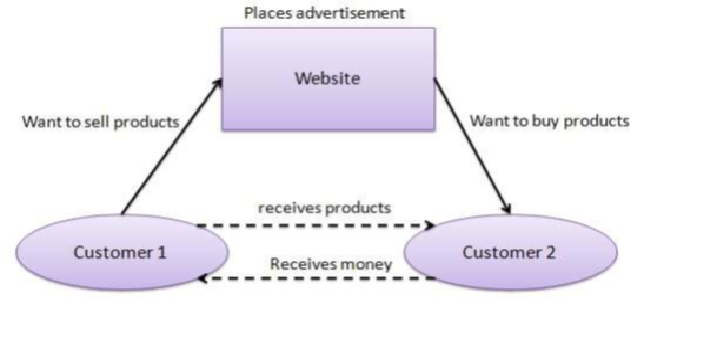 Places advertisement
Website
Want to sell products
Want to buy products
receives products
Customer 1
Customer 2
Receives money